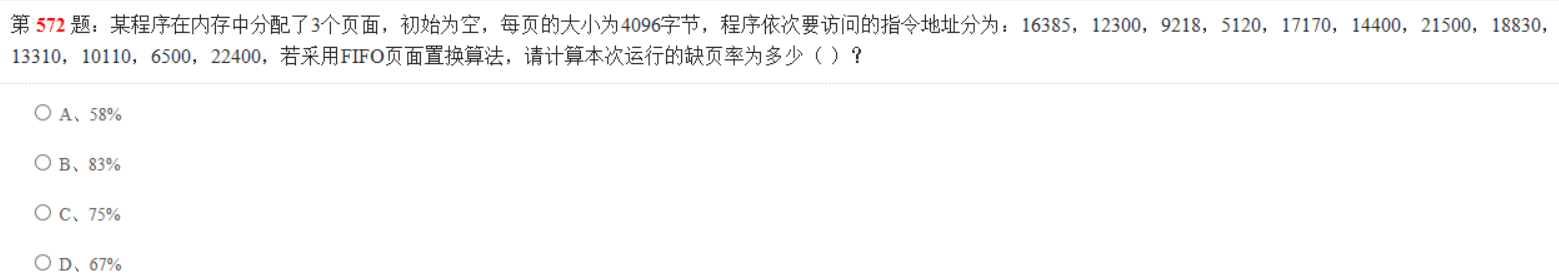 第 572 题：某程序在内存中分配了3个页面，初始为空，每页的大小为4096字节，程序依次要访问的指令地址分为：16385，12300，9218，5120，17170，14400，21500，18830，
13310，10110，6500，22400，若采用FIFO页面置换算法，请计算本次运行的缺页率为多少（ ）？
A、58%
B、83%
C、75%
D、67%